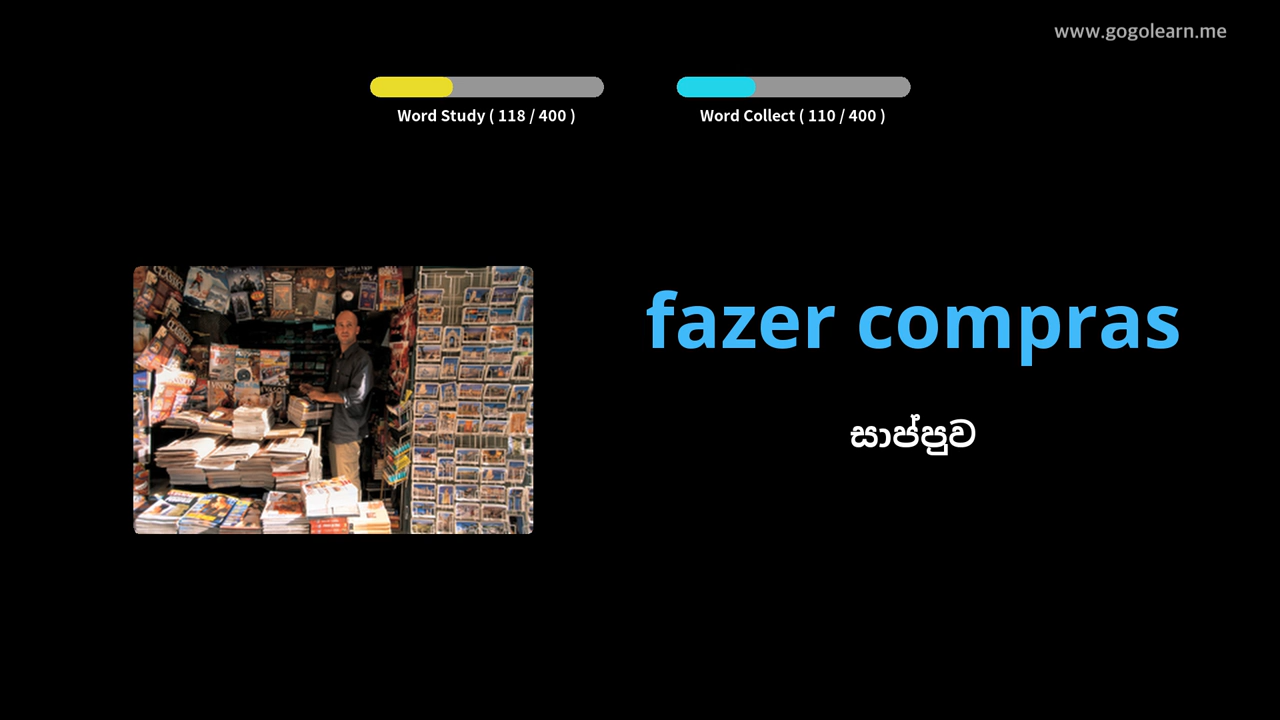 www.gogolearn.me
Word Study ( 118 / 400 )
Word Collect ( 110 / 400 )
fazer compras
සාප්පුව